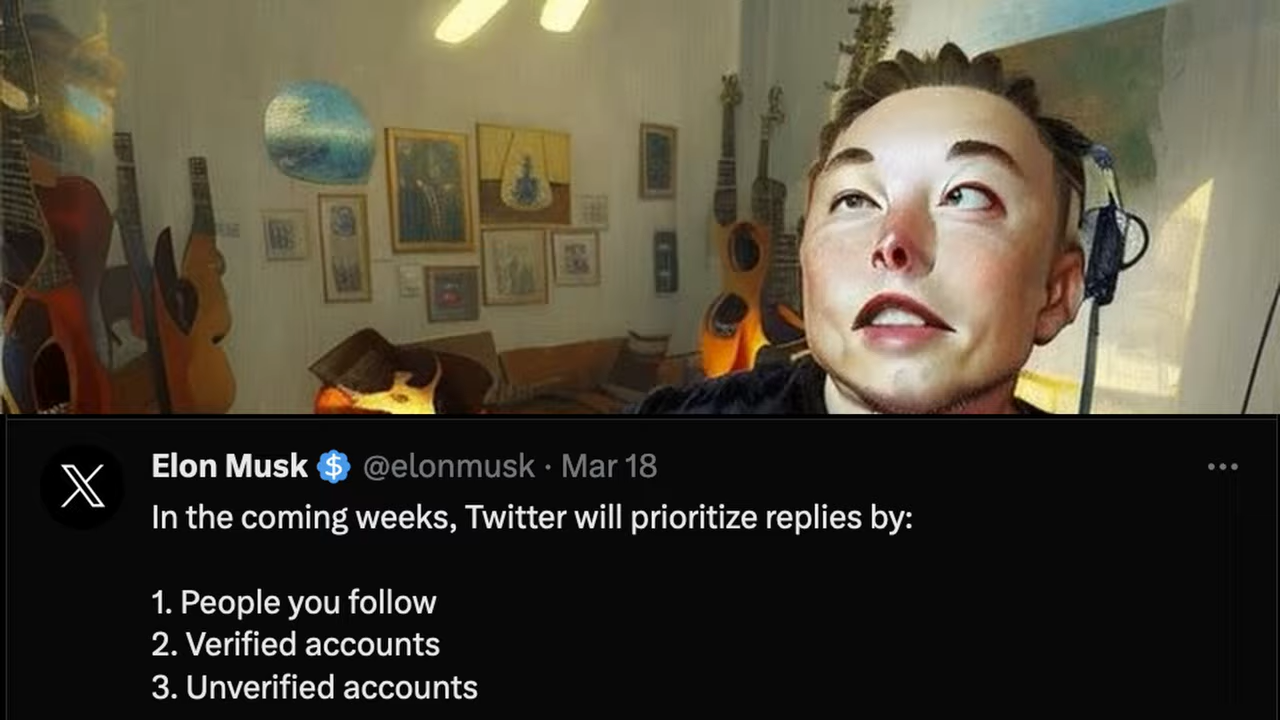 Elon Musk @elonmusk · Mar 18
In the coming weeks, Twitter will prioritize replies by:
1. People you follow
2. Verified accounts
3. Unverified accounts